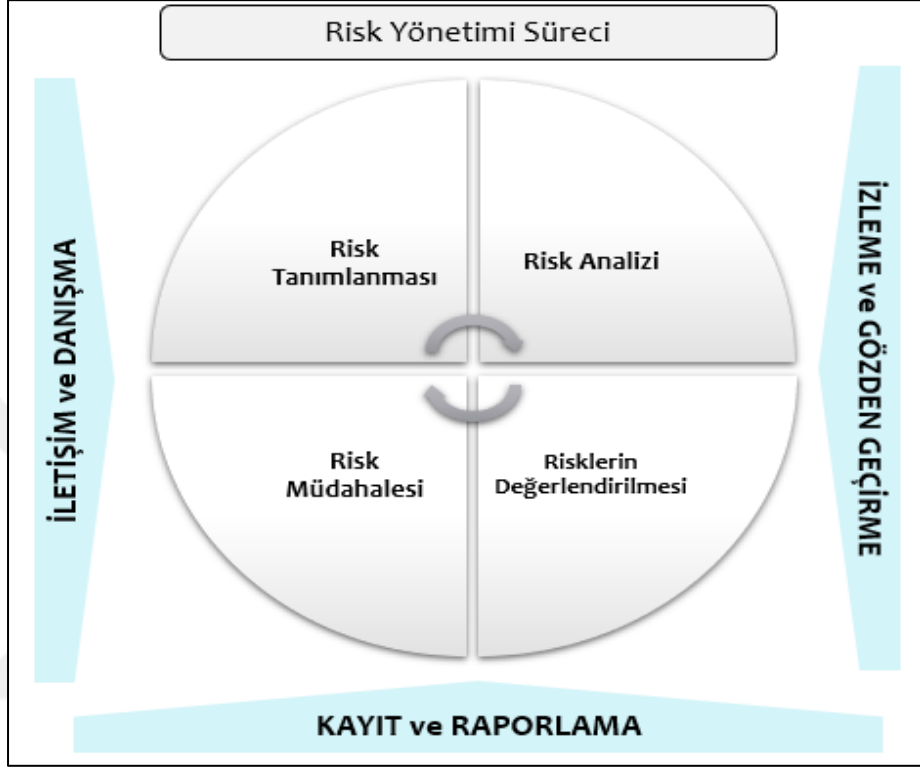 Risk Yönetimi Süreci
İLETİŞİM ve DANIŞMA
Risk
Tanımlanması
Risk Analizi
Risk
Müdahalesi
Risklerin
Değerlendirilmesi
İZLEME ve GÖZDEN GEÇİRME
KAYIT ve RAPORLAMA